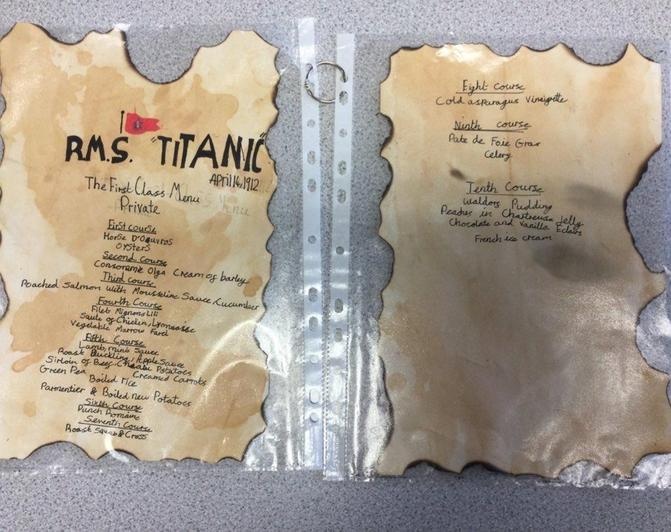 R.M.S. "TITANIC"
April 14, 1912
The First Class Menu
Private
First course
Horse D'Oeuvres
OYSTERS
Second Course
Consomme Olga Cream of barley
Third course
Poached Salmon with Mousseline Sauce, Cucumber
Fourth Course
Filet Mignons Lili
Saute of Chicken, Lyonnaise
Vegetable Marrow Farci
Fifth Course
Lamb, mint Sauce
Roast Duckling, Apple Sauce
Sirloin of Beef Chateau Potatoes
Green Pea Creamed Carrots
Boiled Rice
Parmentier & Boiled new Potatoes
Sixth Course
Punch Romaine
Seventh Course
Roast Squab & Cress
Eight Course
Cold asparagus Vinaigrette
Ninth course
Pate de Foie Gras
Celery
Tenth Course
Waldorf Pudding
Peaches in Chartreuse Jelly
Chocolate and vanilla Eclairs
French ice cream